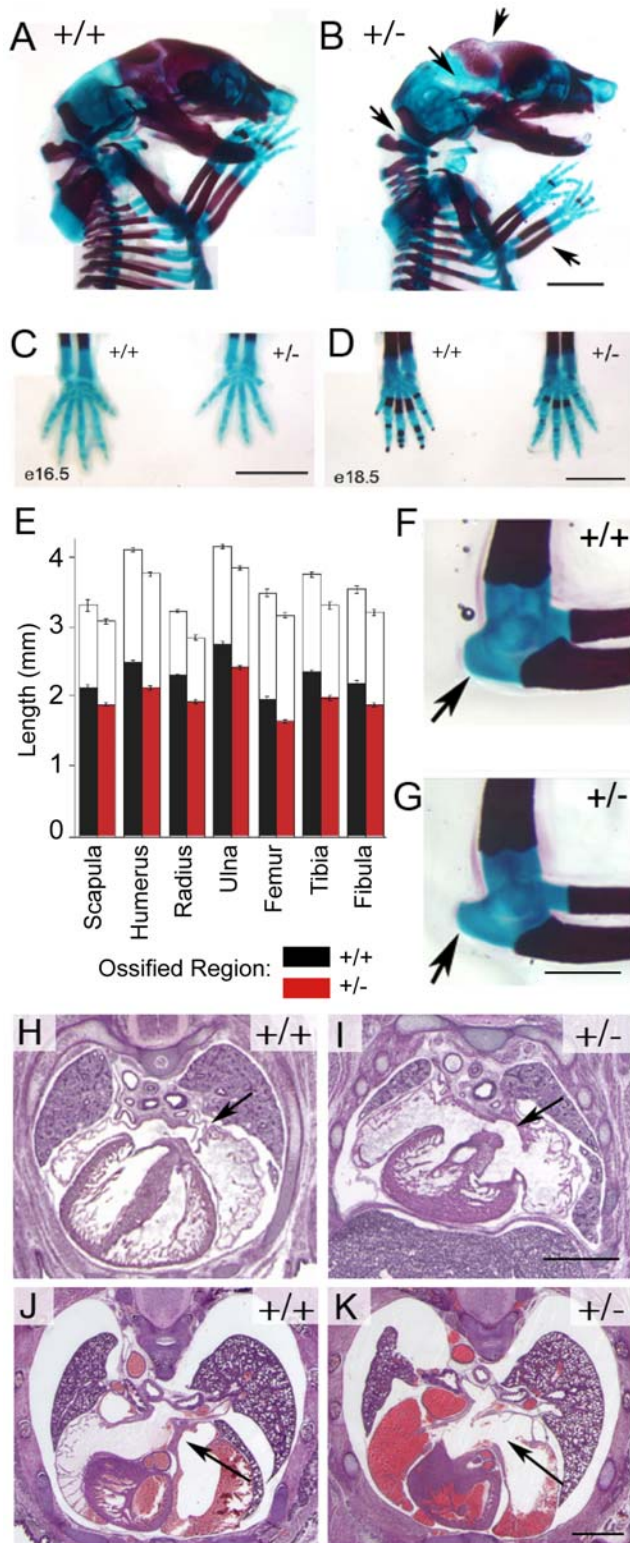 A +/+
B +/-
C +/+ +/-
e16.5
D +/+ +/-
e18.5
E
Length (mm)
4
3
2
1
0
Scapula
Humerus
Radius
Ulna
Femur
Tibia
Fibula
Ossified Region:
+/+
+/-
F +/+
G +/-
H +/+
I +/-
J +/+
K +/-